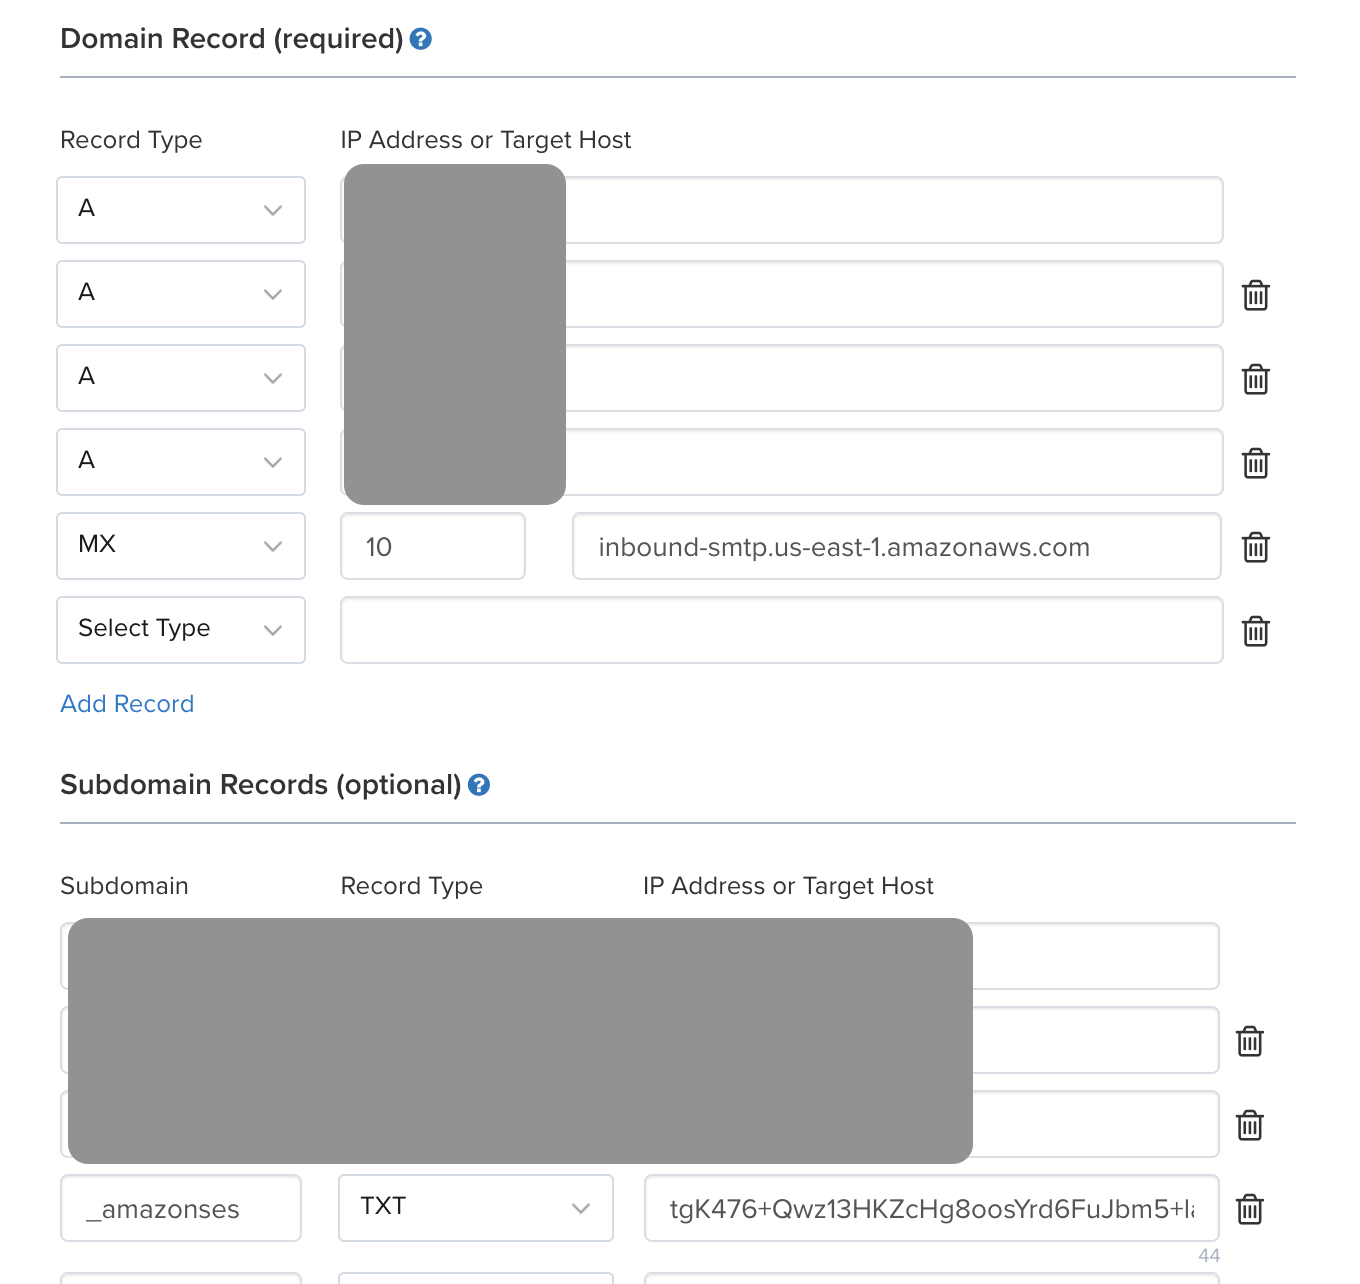 Domain Record (required) ?
Record Type IP Address or Target Host
A
A
A
A
MX 10 inbound-smtp.us-east-1.amazonaws.com
Select Type
Add Record
Subdomain Records (optional) ?
Subdomain Record Type IP Address or Target Host
_amazonses TXT tgK476+Qwz13HKZcHg8oosYrd6FuJbm5+l
44